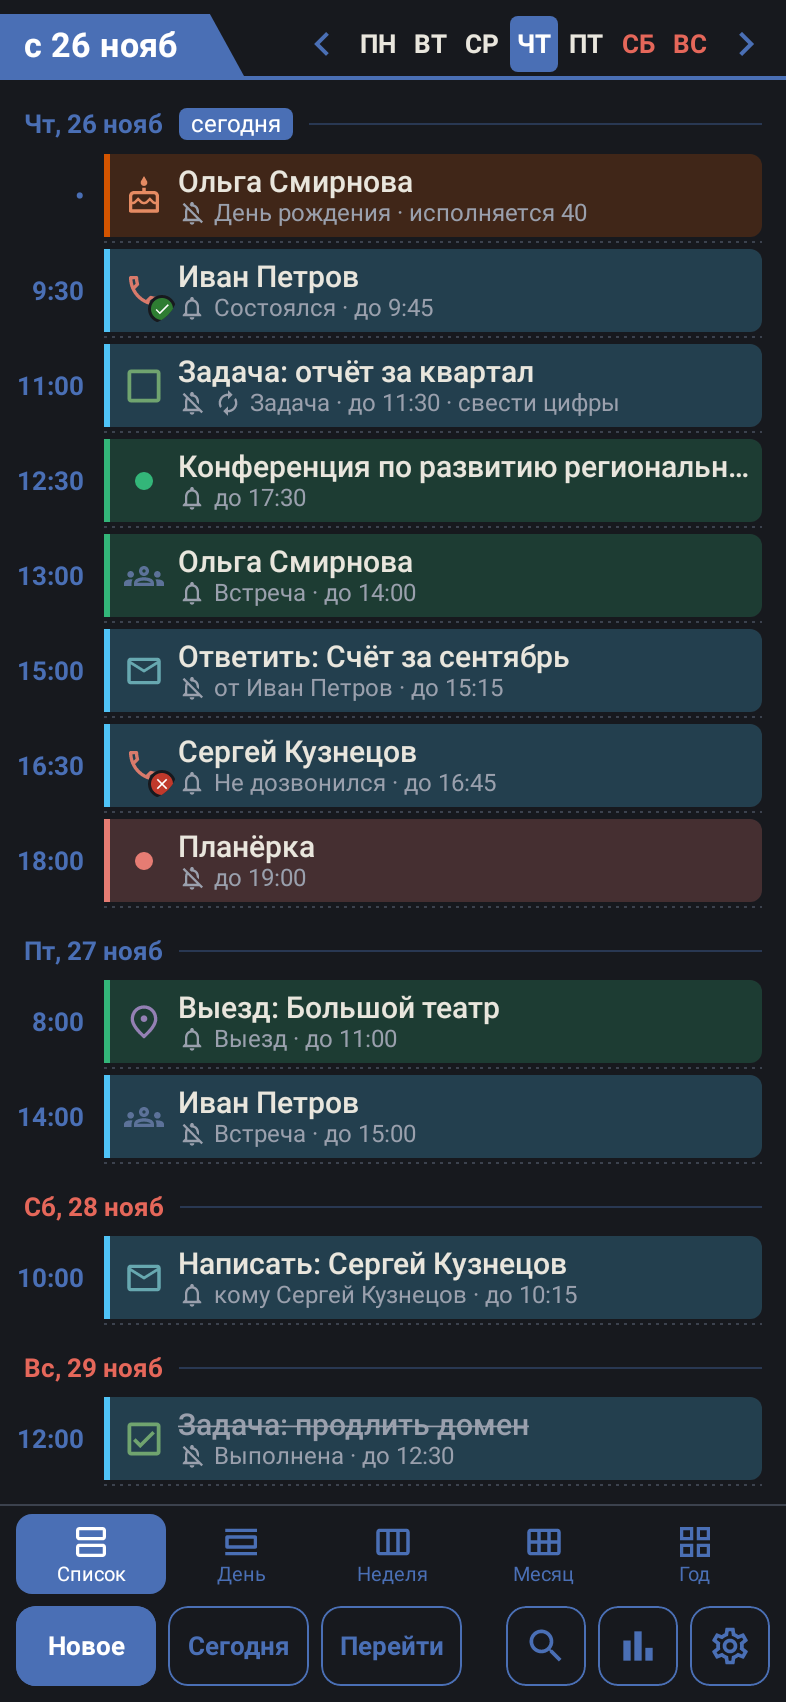 с 26 нояб
ПН ВТ СР ЧТ ПТ СБ ВС
Чт, 26 нояб сегодня
Ольга Смирнова
День рождения · исполняется 40
9:30
Иван Петров
Состоялся · до 9:45
11:00
Задача: отчёт за квартал
Задача · до 11:30 · свести цифры
12:30
Конференция по развитию регональн…
до 17:30
13:00
Ольга Смирнова
Встреча · до 14:00
15:00
Ответить: Счёт за сентябрь
от Иван Петров · до 15:15
16:30
Сергей Кузнецов
Не дозвонился · до 16:45
18:00
Планёрка
до 19:00
Пт, 27 нояб
8:00
Выезд: Большой театр
Выезд · до 11:00
14:00
Иван Петров
Встреча · до 15:00
Сб, 28 нояб
10:00
Написать: Сергей Кузнецов
кому Сергей Кузнецов · до 10:15
Вс, 29 нояб
12:00
Задача: продлить домен
Выполнена · до 12:30
Список День Неделя Месяц Год
Новое Сегодня Перейти